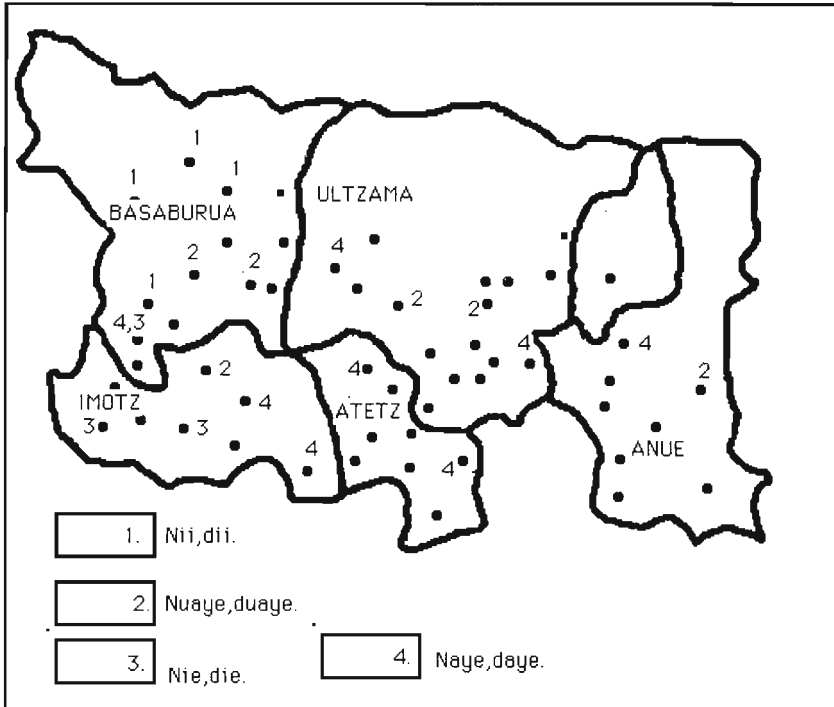 1
1
1
BASABURUA
ULTZAMA
4
2
2
1
2
2
4,3
4
4
4
2
2
IMOTZ
4
ATETZ
3
3
ANUE
4
4
1. Nii,dii.
2. Nuaye,duaye.
3. Nie,die.
4. Naye,daye.